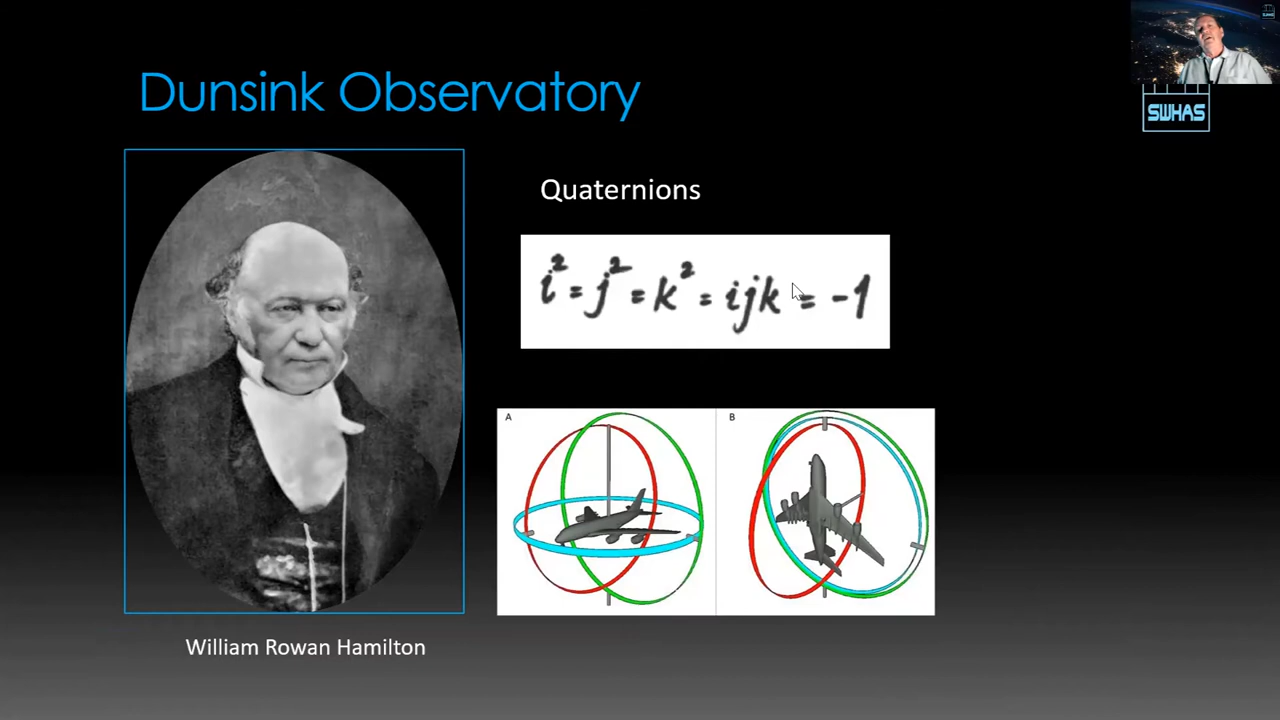 Dunsink Observatory
SWHAS
Quaternions
i² = j² = k² = ijk = -1
A
B
William Rowan Hamilton